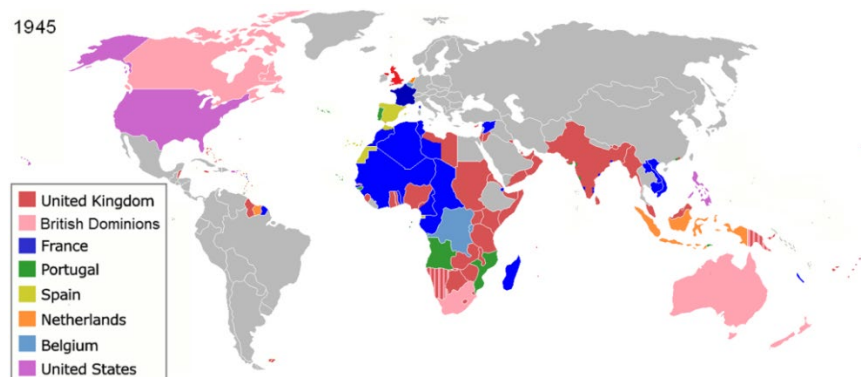 1945
United Kingdom
British Dominions
France
Portugal
Spain
Netherlands
Belgium
United States